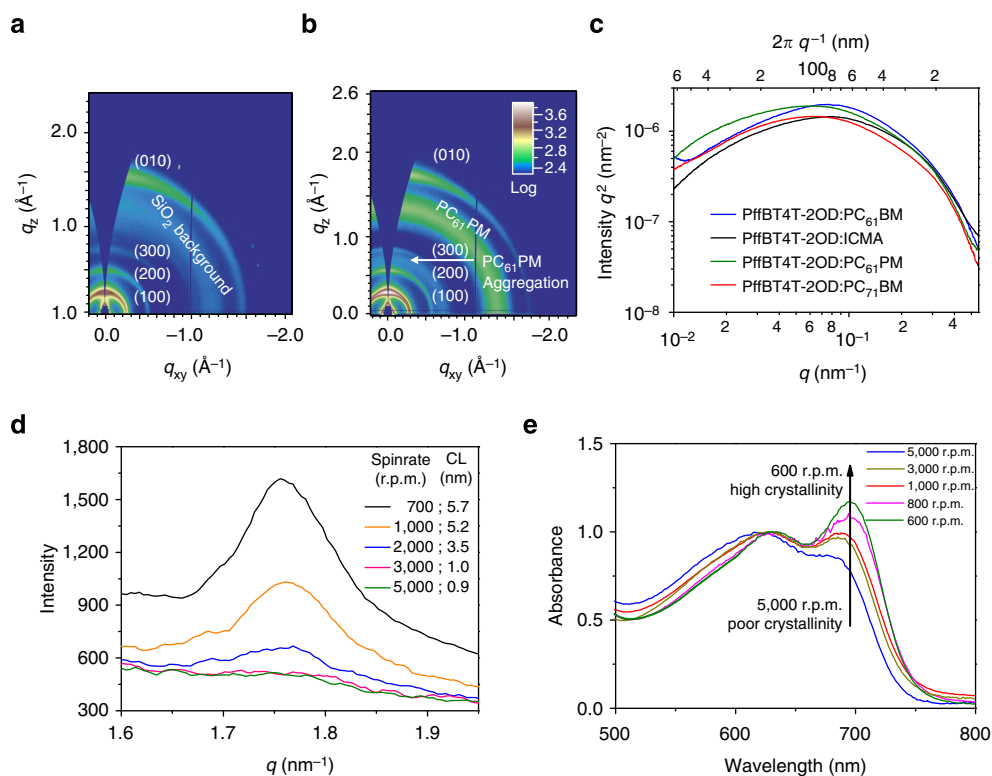 a
2.0
1.0
1.0
q_z (Å⁻¹)
(010)
SiO₂ background
(300)
(200)
(100)
0.0
−1.0
−2.0
q_xy (Å⁻¹)
b
2.6
2.0
1.0
0.0
q_z (Å⁻¹)
(010)
3.6
3.2
2.8
2.4
Log
PC₆₁PM
(300)
(200)
(100)
PC₆₁PM
Aggregation
0.0
−1.0
−2.0
q_xy (Å⁻¹)
c
2π q⁻¹ (nm)
6 4 2 100 8 6 4 2
Intensity q² (nm⁻²)
10⁻⁶
10⁻⁷
10⁻⁸
PffBT4T-2OD:PC₆₁BM
PffBT4T-2OD:ICMA
PffBT4T-2OD:PC₆₁PM
PffBT4T-2OD:PC₇₁BM
10⁻² 2 4 6 8 10⁻¹ 2 4
q (nm⁻¹)
d
1,800
1,500
1,200
900
600
300
Intensity
Spinrate CL
(r.p.m.) (nm)
700 ; 5.7
1,000 ; 5.2
2,000 ; 3.5
3,000 ; 1.0
5,000 ; 0.9
1.6 1.7 1.8 1.9
q (nm⁻¹)
e
1.5
1.0
0.5
0.0
Absorbance
600 r.p.m.
high crystallinity
5,000 r.p.m.
poor crystallinity
5,000 r.p.m.
3,000 r.p.m.
1,000 r.p.m.
800 r.p.m.
600 r.p.m.
500 600 700 800
Wavelength (nm)